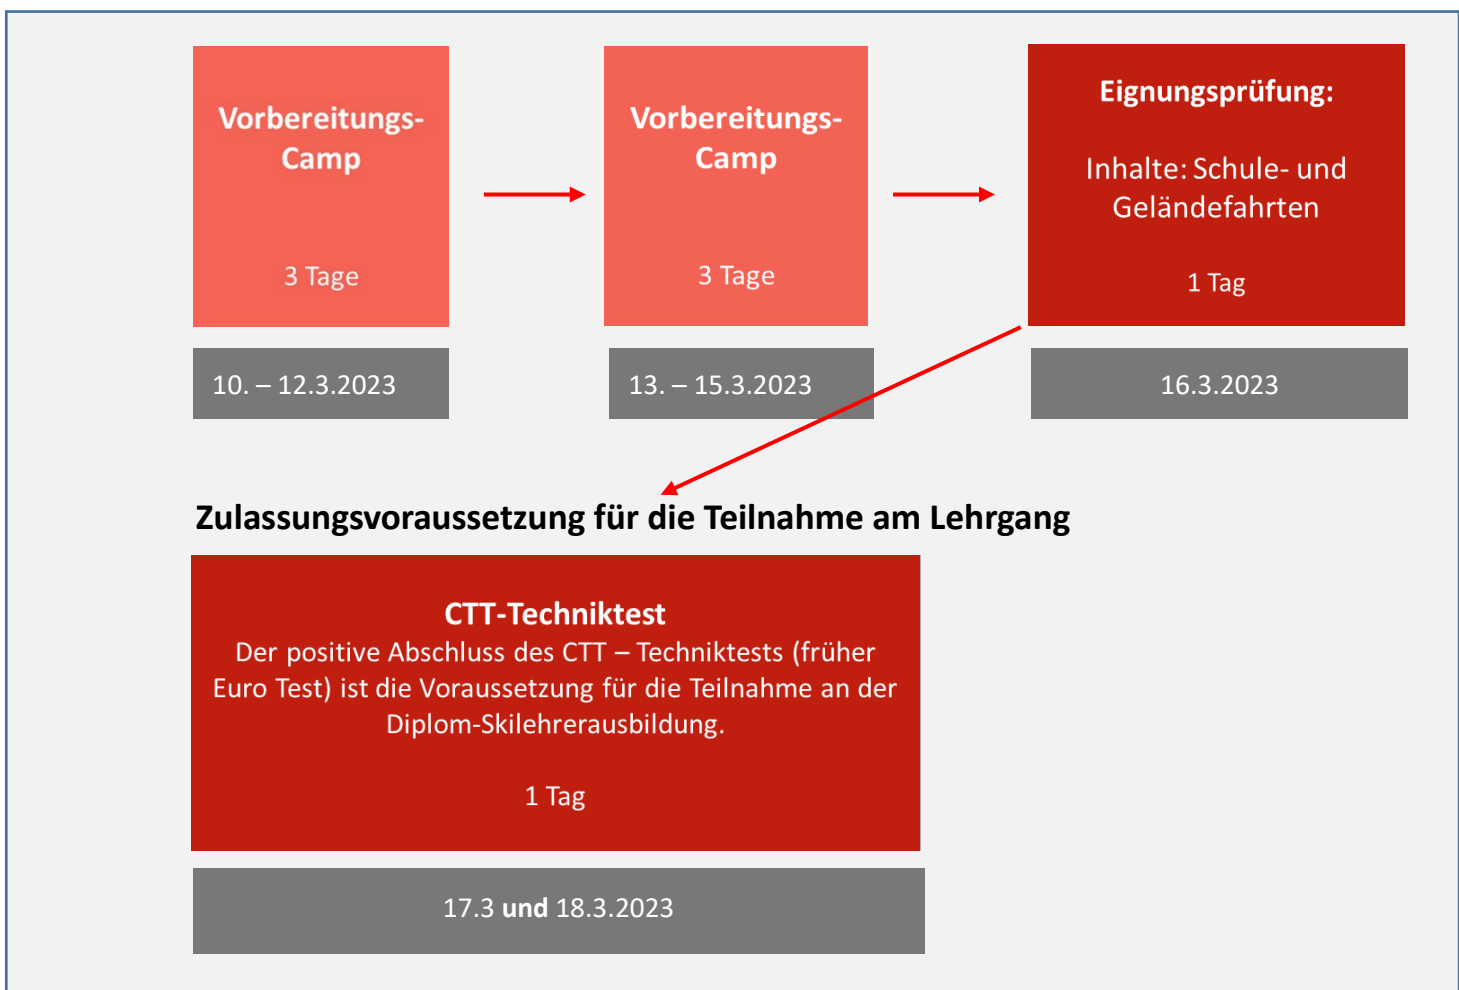 Vorbereitungs-
Camp
3 Tage
10. – 12.3.2023
Vorbereitungs-
Camp
3 Tage
13. – 15.3.2023
Eignungsprüfung:
Inhalte: Schule- und
Geländefahrten
1 Tag
16.3.2023
Zulassungsvoraussetzung für die Teilnahme am Lehrgang
CTT-Techniktest
Der positive Abschluss des CTT – Techniktests (früher
Euro Test) ist die Voraussetzung für die Teilnahme an der
Diplom-Skilehrerausbildung.
1 Tag
17.3 und 18.3.2023